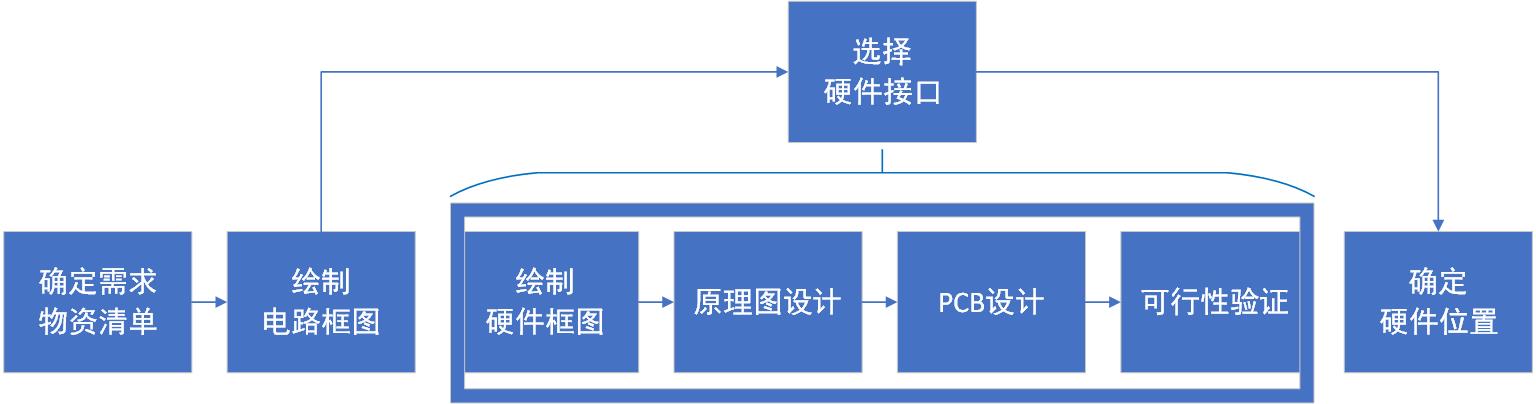 选择
硬件接口
确定需求
物资清单
绘制
电路框图
绘制
硬件框图
原理图设计
PCB设计
可行性验证
确定
硬件位置